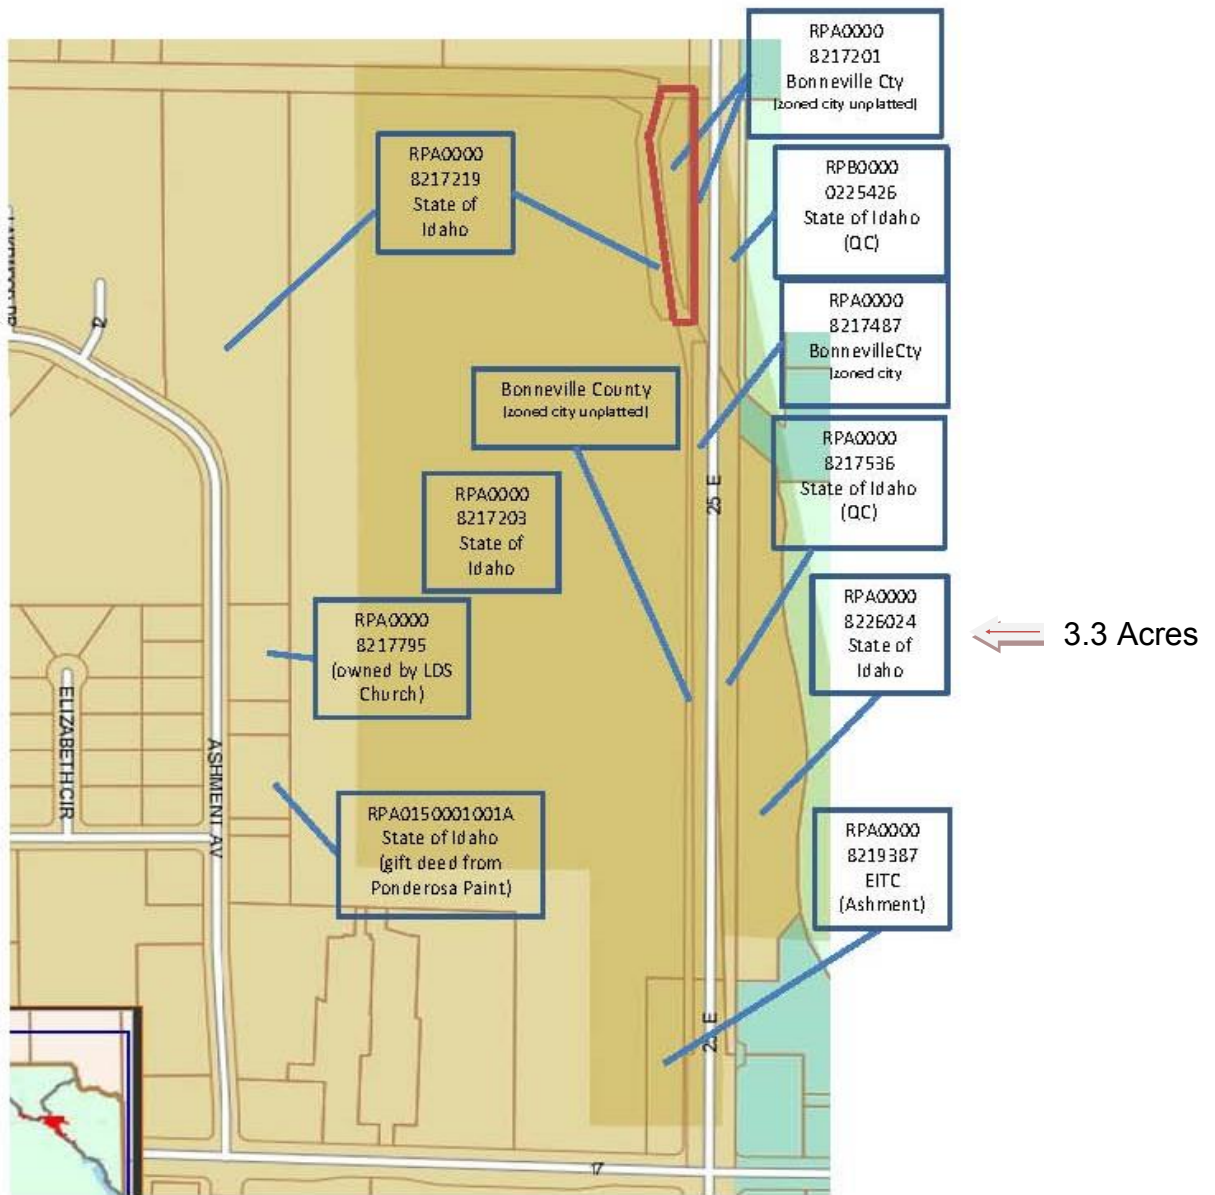 RPA0000
8217201
Bonneville Cty
(zoned city unplatted)
RPA0000
8217219
State of
Idaho
RPB0000
0225426
State of Idaho
(QC)
RPA0000
8217487
BonnevilleCty
(zoned city
Bonneville County
(zoned city unplatted)
RPA0000
8217536
State of Idaho
(QC)
25 E
RPA0000
8217203
State of
Idaho
RPA0000
8226024
State of
Idaho
3.3 Acres
RPA0000
8217795
(owned by LDS
Church)
ELIZABETH CIR
ASHMENT AV
RPA0150001001A
State of Idaho
(gift deed from
Ponderosa Paint)
RPA0000
8219387
EITC
(Ashment)
2
17